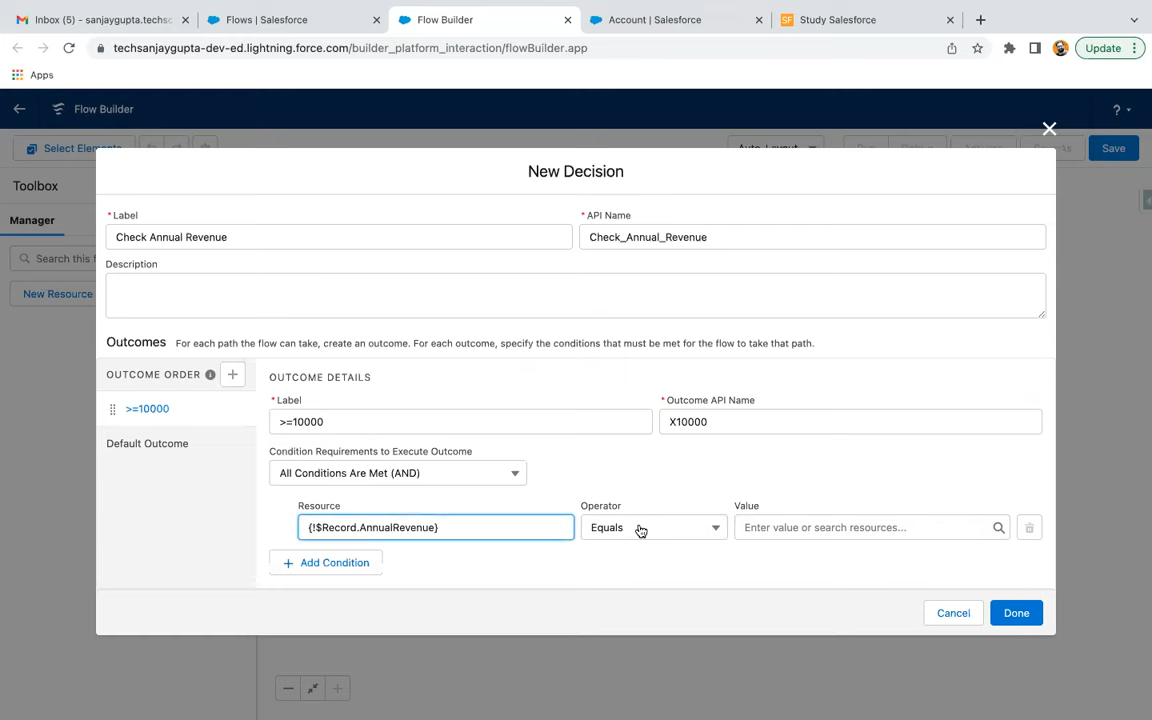 Inbox (5) - sanjaygupta.techsc
Flows | Salesforce
Flow Builder
Account | Salesforce
SF Study Salesforce
techsanjaygupta-dev-ed.lightning.force.com/builder_platform_interaction/flowBuilder.app
Update
Apps
Flow Builder
?
Select Elements
Auto-Layout
Save
Toolbox
New Decision
Manager
* Label
* API Name
Check Annual Revenue
Check_Annual_Revenue
Search this f
Description
New Resource
Outcomes
For each path the flow can take, create an outcome. For each outcome, specify the conditions that must be met for the flow to take that path.
OUTCOME ORDER
OUTCOME DETAILS
>=10000
* Label
* Outcome API Name
>=10000
X10000
Default Outcome
Condition Requirements to Execute Outcome
All Conditions Are Met (AND)
Resource
Operator
Value
{!$Record.AnnualRevenue}
Equals
Enter value or search resources...
+ Add Condition
Cancel
Done